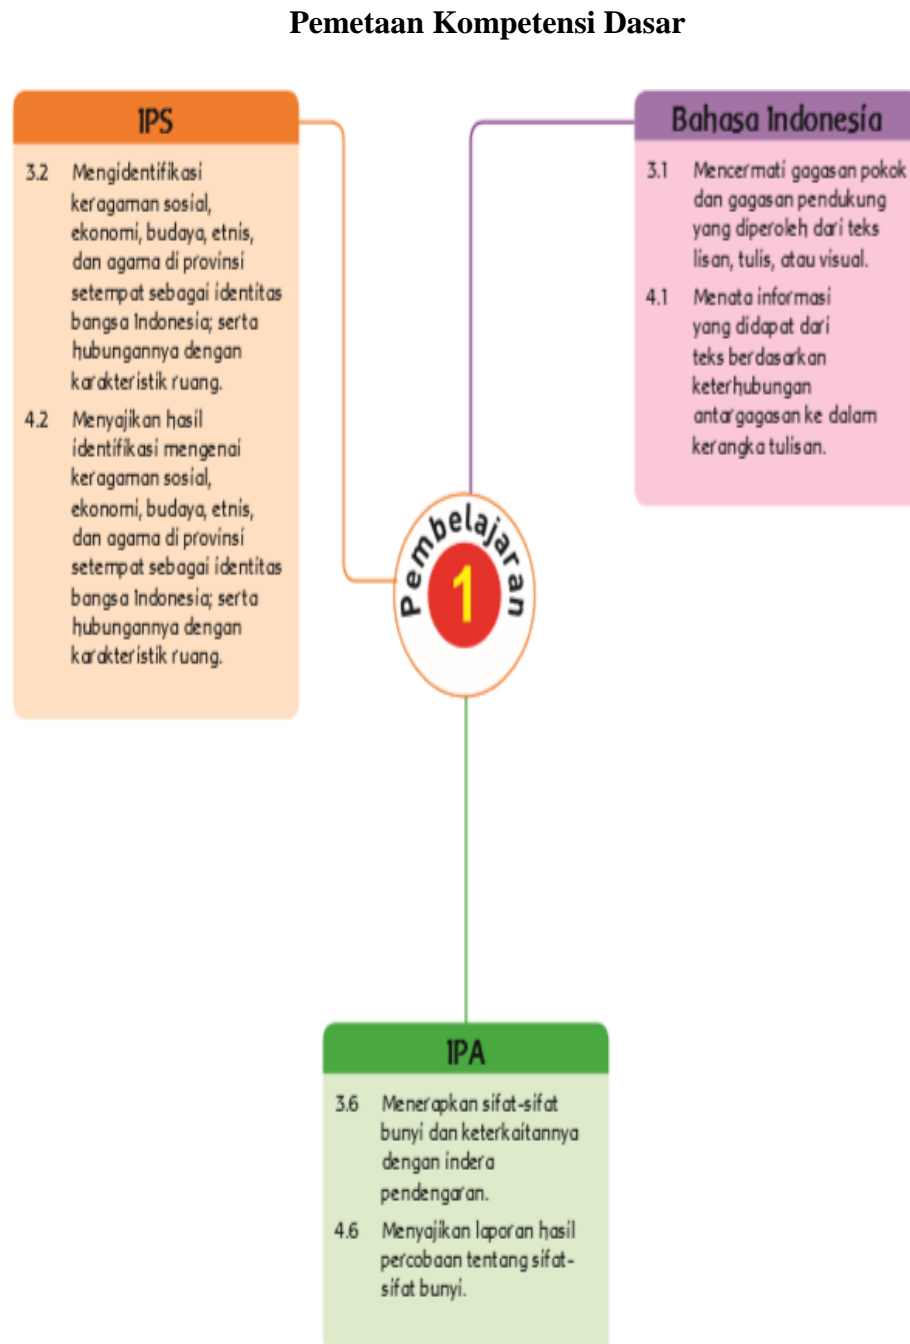 Pemetaan Kompetensi Dasar
IPS
3.2 Mengidentifikasi
keragaman sosial,
ekonomi, budaya, etnis,
dan agama di provinsi
setempat sebagai identitas
bangsa Indonesia; serta
hubungannya dengan
karakteristik ruang.
4.2 Menyajikan hasil
identifikasi mengenai
keragaman sosial,
ekonomi, budaya, etnis,
dan agama di provinsi
setempat sebagai identitas
bangsa Indonesia; serta
hubungannya dengan
karakteristik ruang.
Bahasa Indonesia
3.1 Mencermati gagasan pokok
dan gagasan pendukung
yang diperoleh dari teks
lisan, tulis, atau visual.
4.1 Menata informasi
yang didapat dari
teks berdasarkan
keterhubungan
antargagasan ke dalam
kerangka tulisan.
Pembelajaran
1
IPA
3.6 Menerapkan sifat-sifat
bunyi dan keterkaitannya
dengan indera
pendengaran.
4.6 Menyajikan laporan hasil
percobaan tentang sifat-
sifat bunyi.